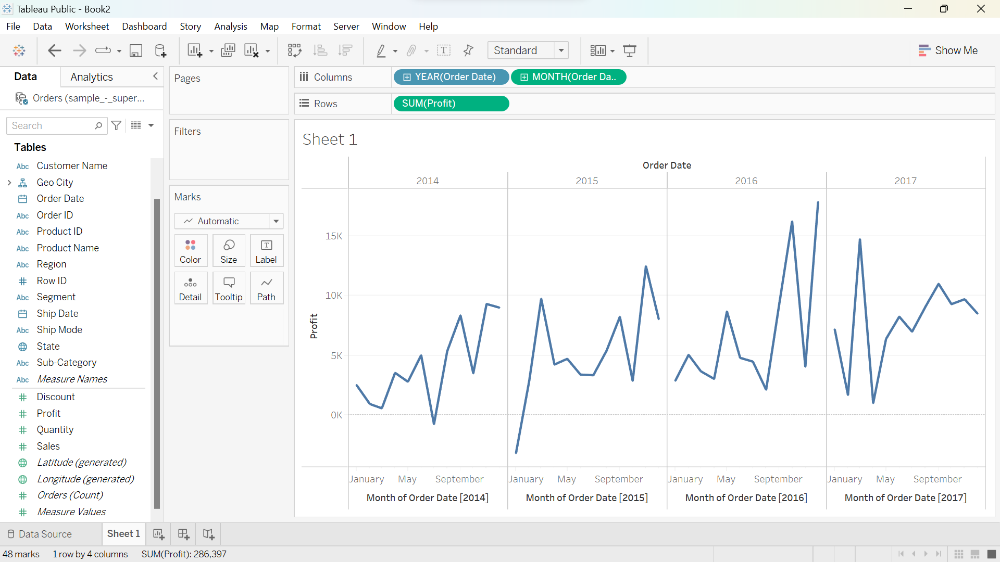 Tableau Public - Book2
File Data Worksheet Dashboard Story Analysis Map Format Server Window Help
Standard
Show Me
Data Analytics
Orders (sample_-_super...
Search
Tables
Abc Customer Name
Geo City
Order Date
Abc Order ID
Abc Product ID
Abc Product Name
Abc Region
Row ID
Abc Segment
Ship Date
Abc Ship Mode
State
Abc Sub-Category
Abc Measure Names
Discount
Profit
Quantity
Sales
Latitude (generated)
Longitude (generated)
Orders (Count)
Measure Values
Pages
Filters
Marks
Automatic
Color Size Label
Detail Tooltip Path
Columns YEAR(Order Date) MONTH(Order Da..
Rows SUM(Profit)
Sheet 1
Order Date
2014 2015 2016 2017
15K
10K
5K
0K
Profit
January May September January May September January May September January May September
Month of Order Date [2014] Month of Order Date [2015] Month of Order Date [2016] Month of Order Date [2017]
Data Source Sheet 1
48 marks 1 row by 4 columns SUM(Profit): 286,397